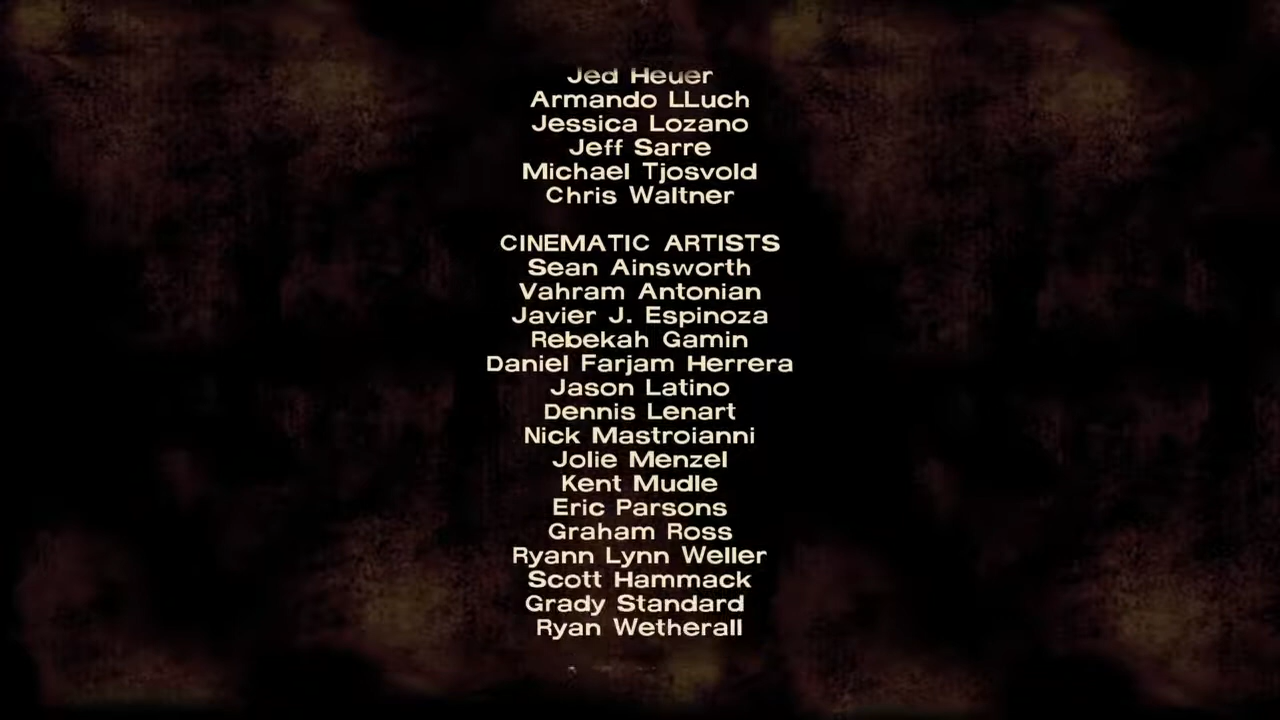 Jed Heuer
Armando LLuch
Jessica Lozano
Jeff Sarre
Michael Tjosvold
Chris Waltner
CINEMATIC ARTISTS
Sean Ainsworth
Vahram Antonian
Javier J. Espinoza
Rebekah Gamin
Daniel Farjam Herrera
Jason Latino
Dennis Lenart
Nick Mastroianni
Jolie Menzel
Kent Mudle
Eric Parsons
Graham Ross
Ryann Lynn Weller
Scott Hammack
Grady Standard
Ryan Wetherall